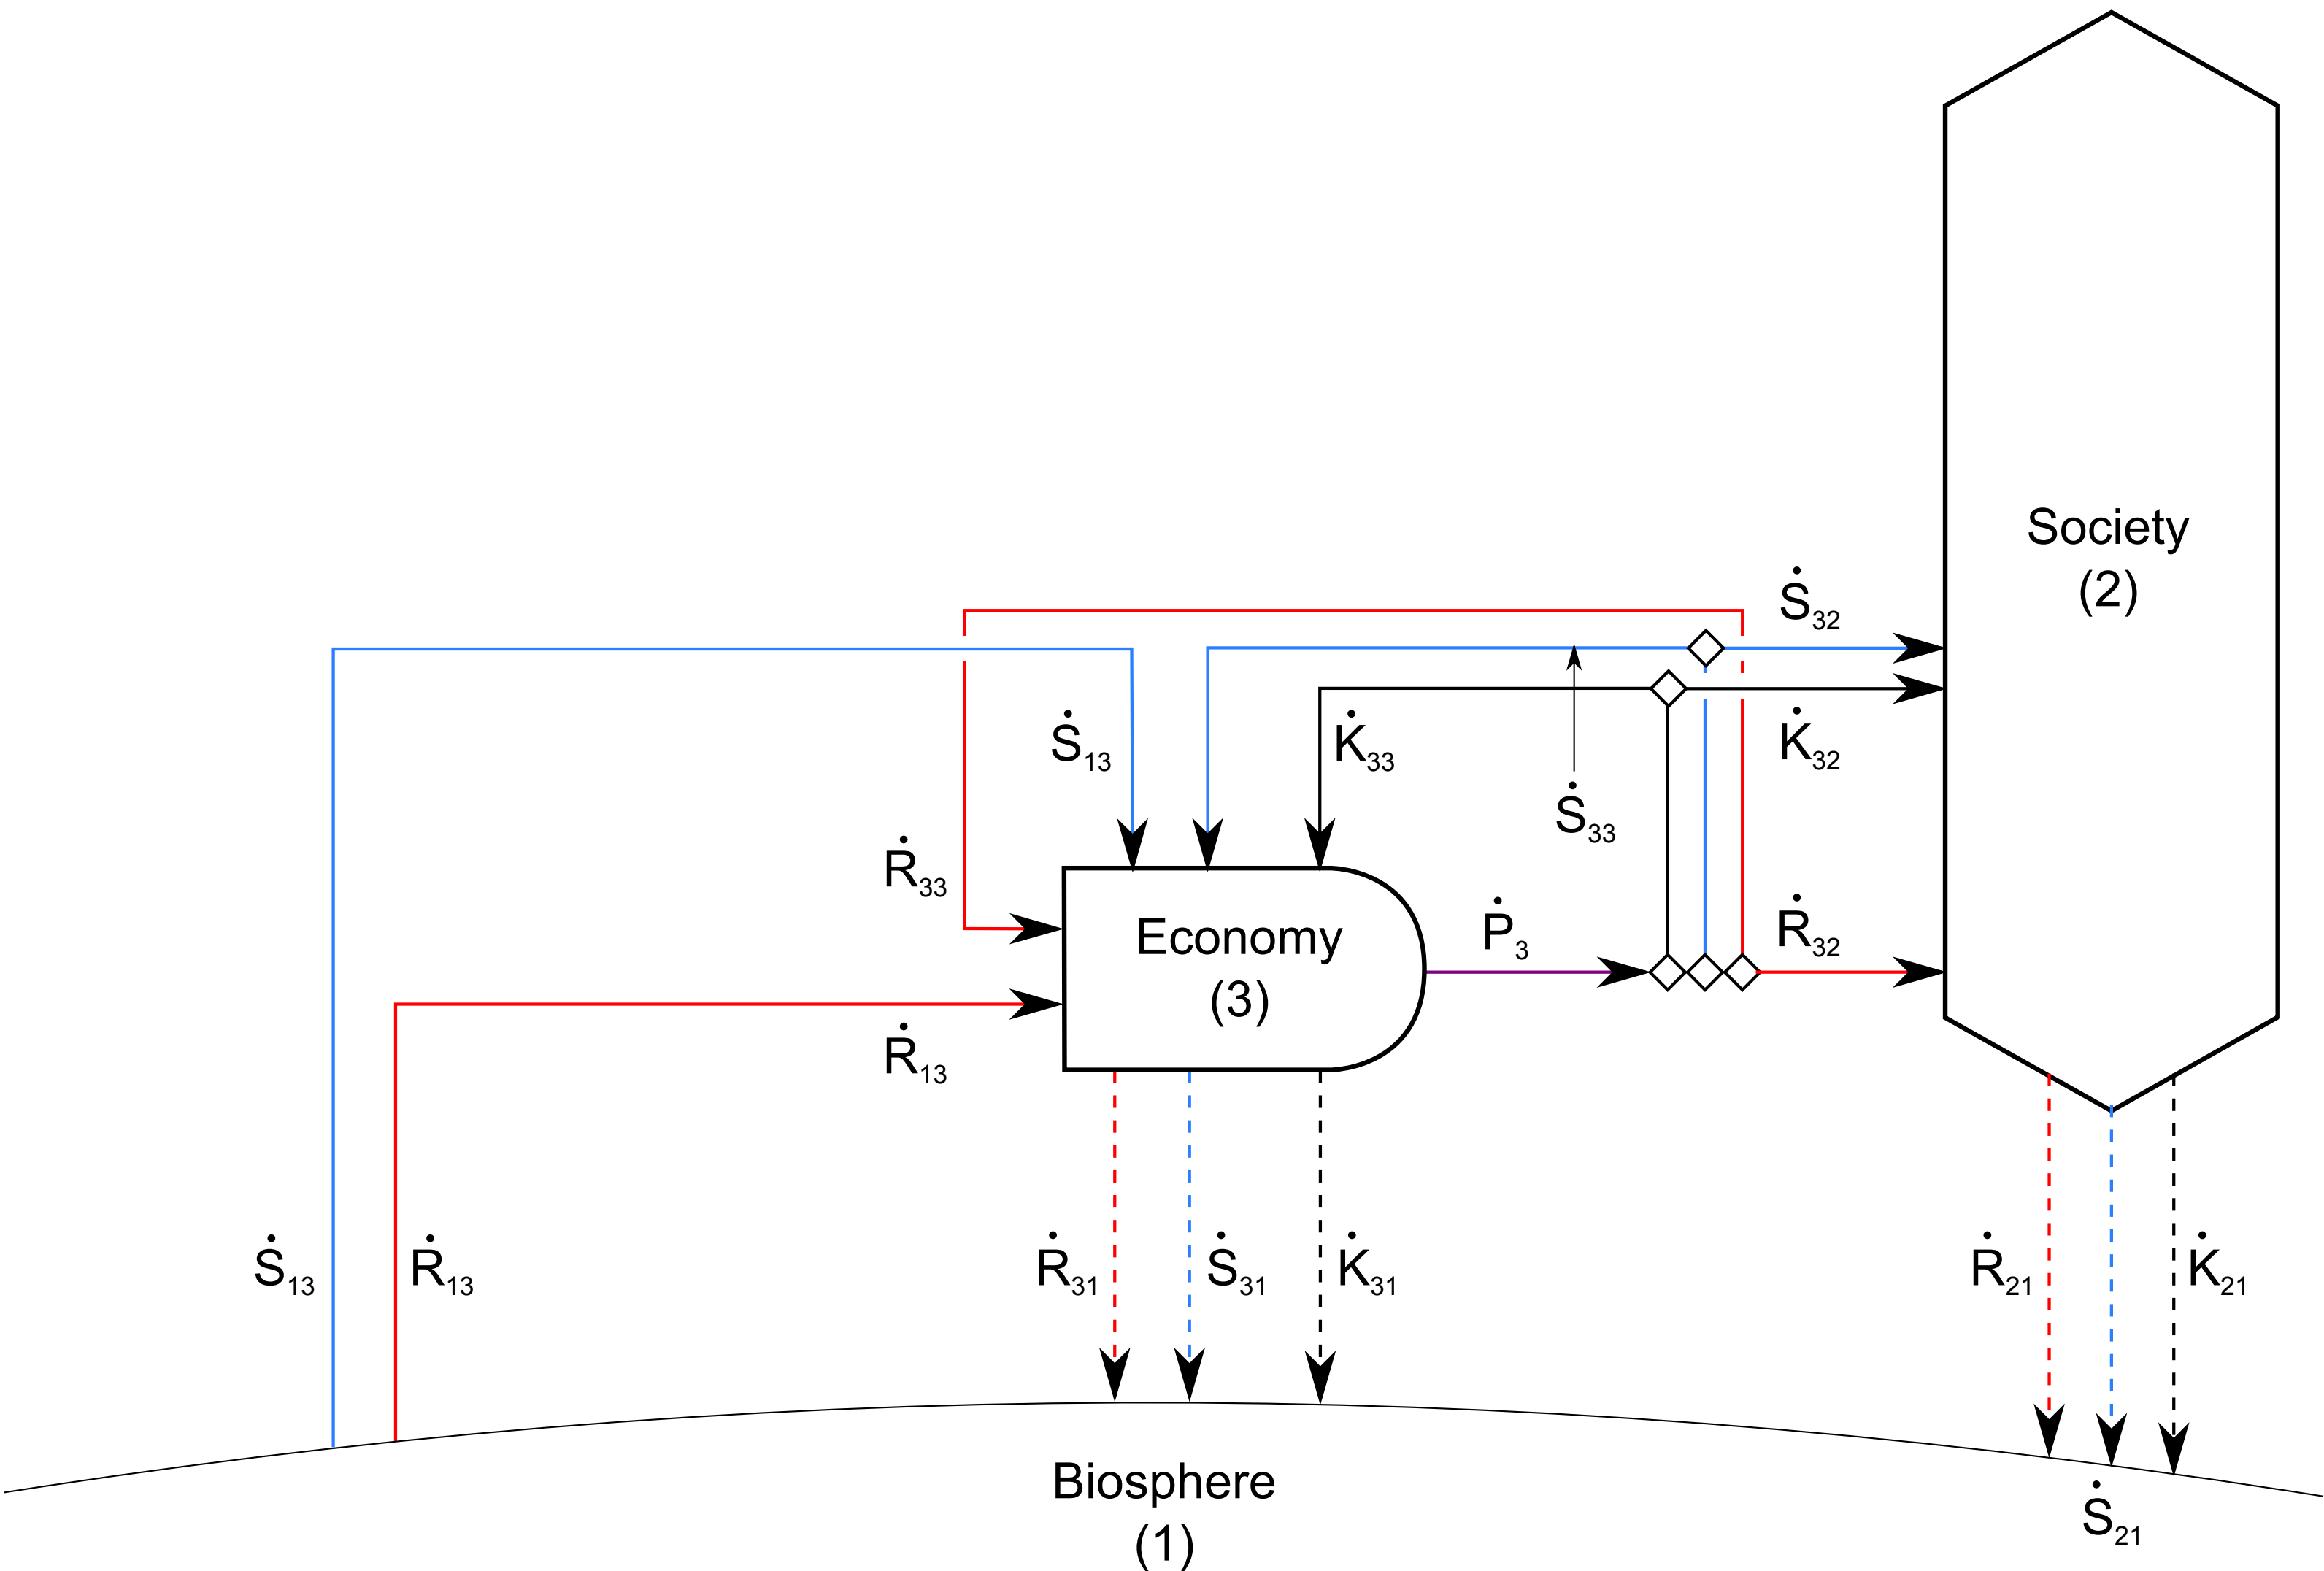 Society
(2)
Ṡ32
Ṡ13
K̇33
K̇32
Ṡ33
Ṙ33
Economy
(3)
Ṗ3
Ṙ32
Ṙ13
Ṡ13
Ṙ13
Ṙ31
Ṡ31
K̇31
Ṙ21
K̇21
Biosphere
(1)
Ṡ21